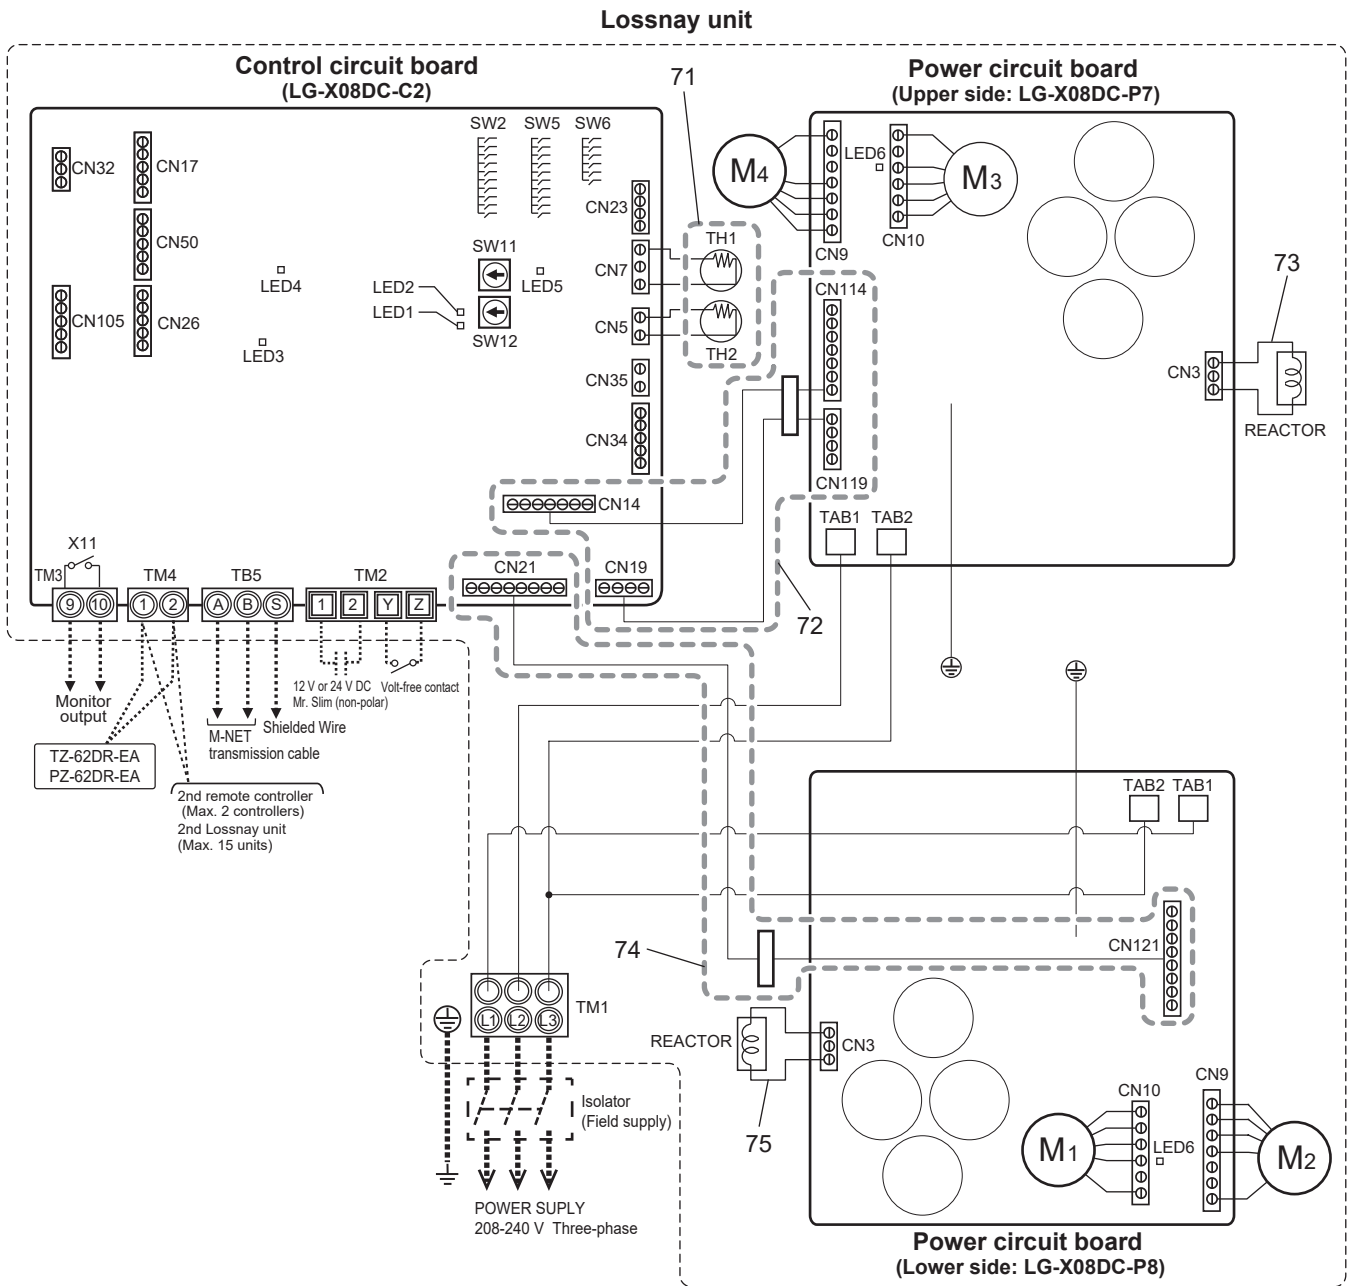 Lossnay unit
Control circuit board
(LG-X08DC-C2)
Power circuit board
(Upper side: LG-X08DC-P7)
71
SW2 SW5 SW6
CN32
CN17
CN23
M4
LED6
M3
CN9
CN10
CN50
SW11
CN7
TH1
LED4
LED2
LED5
CN114
73
CN105
CN26
LED1
CN5
SW12
TH2
LED3
CN35
CN3
REACTOR
CN34
CN119
CN14
TAB1 TAB2
X11
TM3
TM4
TB5
TM2
CN21
CN19
9 10
1 2
A B S
1 2 Y Z
72
Monitor
output
12 V or 24 V DC
Mr. Slim (non-polar)
Volt-free contact
M-NET
transmission cable
Shielded Wire
TZ-62DR-EA
PZ-62DR-EA
2nd remote controller
(Max. 2 controllers)
2nd Lossnay unit
(Max. 15 units)
TAB2 TAB1
74
CN121
TM1
L1 L2 L3
REACTOR
CN3
75
Isolator
(Field supply)
CN10
CN9
M1
LED6
M2
POWER SUPLY
208-240 V Three-phase
Power circuit board
(Lower side: LG-X08DC-P8)